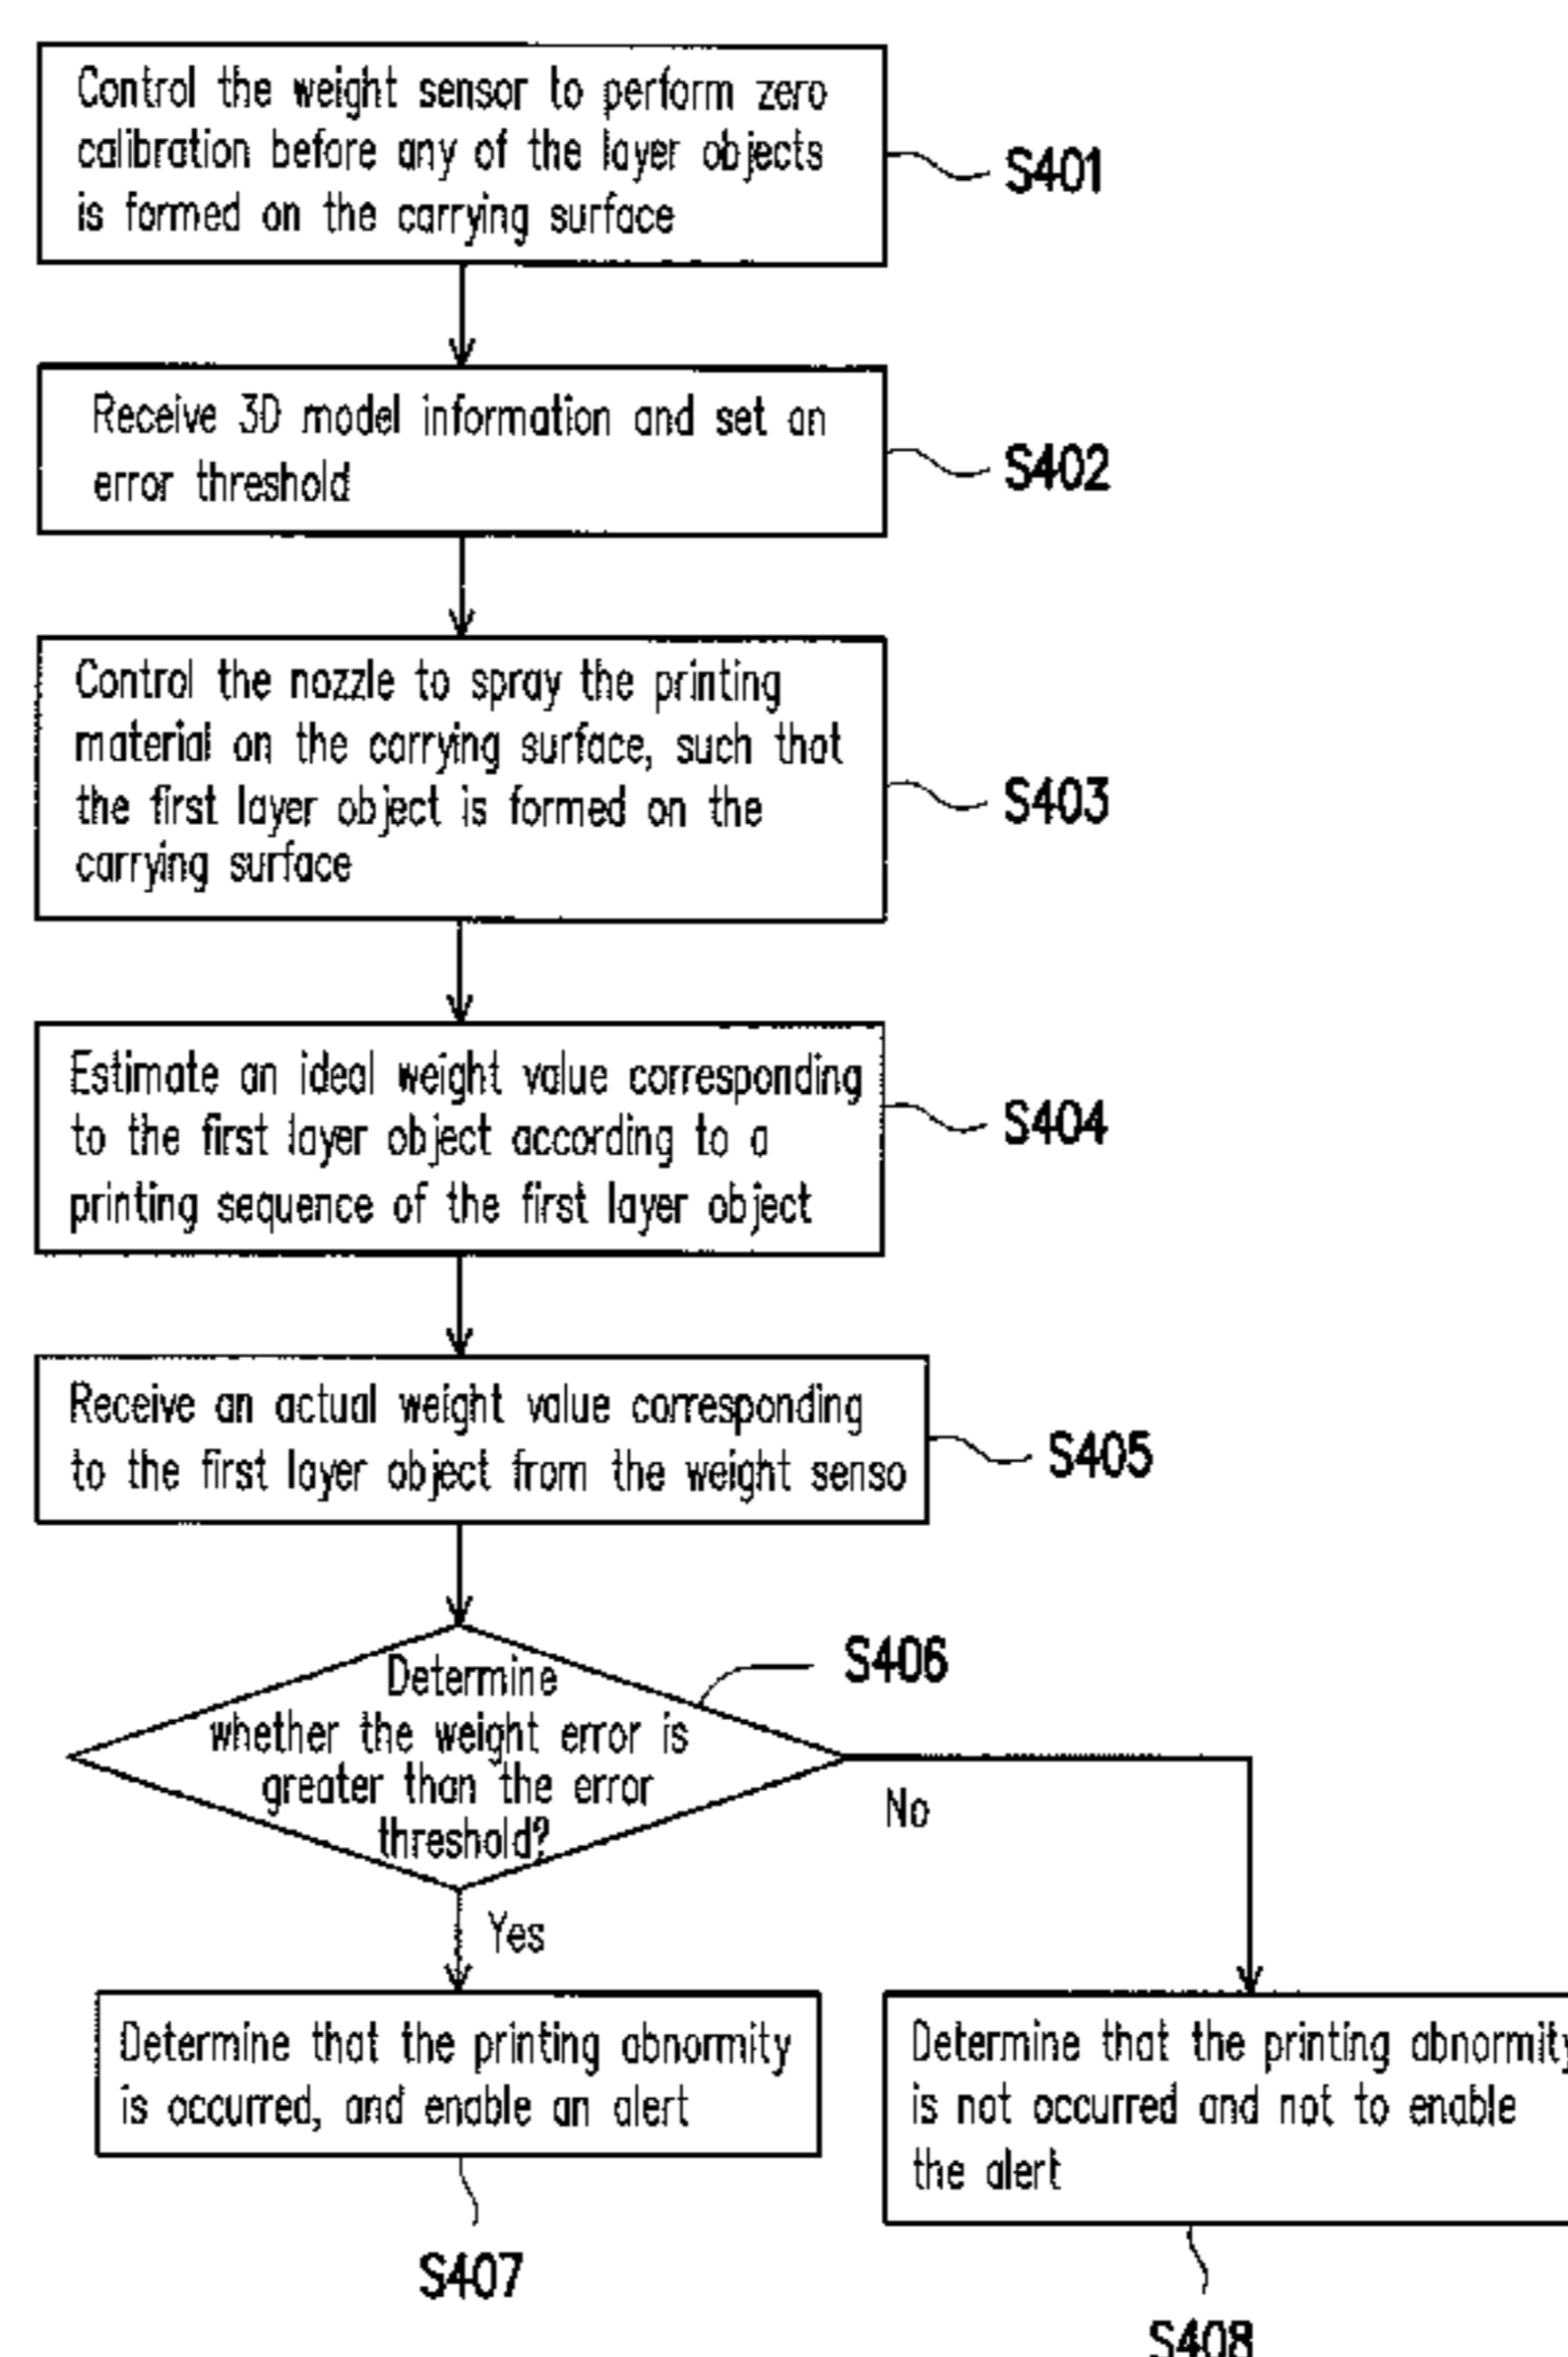 Control the weight sensor to perform zero
calibration before any of the layer objects
is formed on the carrying surface
S401
Receive 3D model information and set an
error threshold
S402
Control the nozzle to spray the printing
material on the carrying surface, such that
the first layer object is formed on the
carrying surface
S403
Estimate an ideal weight value corresponding
to the first layer object according to a
printing sequence of the first layer object
S404
Receive an actual weight value corresponding
to the first layer object from the weight senso
S405
Determine
whether the weight error is
greater than the error
threshold?
S406
No
Yes
Determine that the printing abnormity
is occurred, and enable an alert
S407
Determine that the printing abnormity
is not occurred and not to enable
the alert
S408